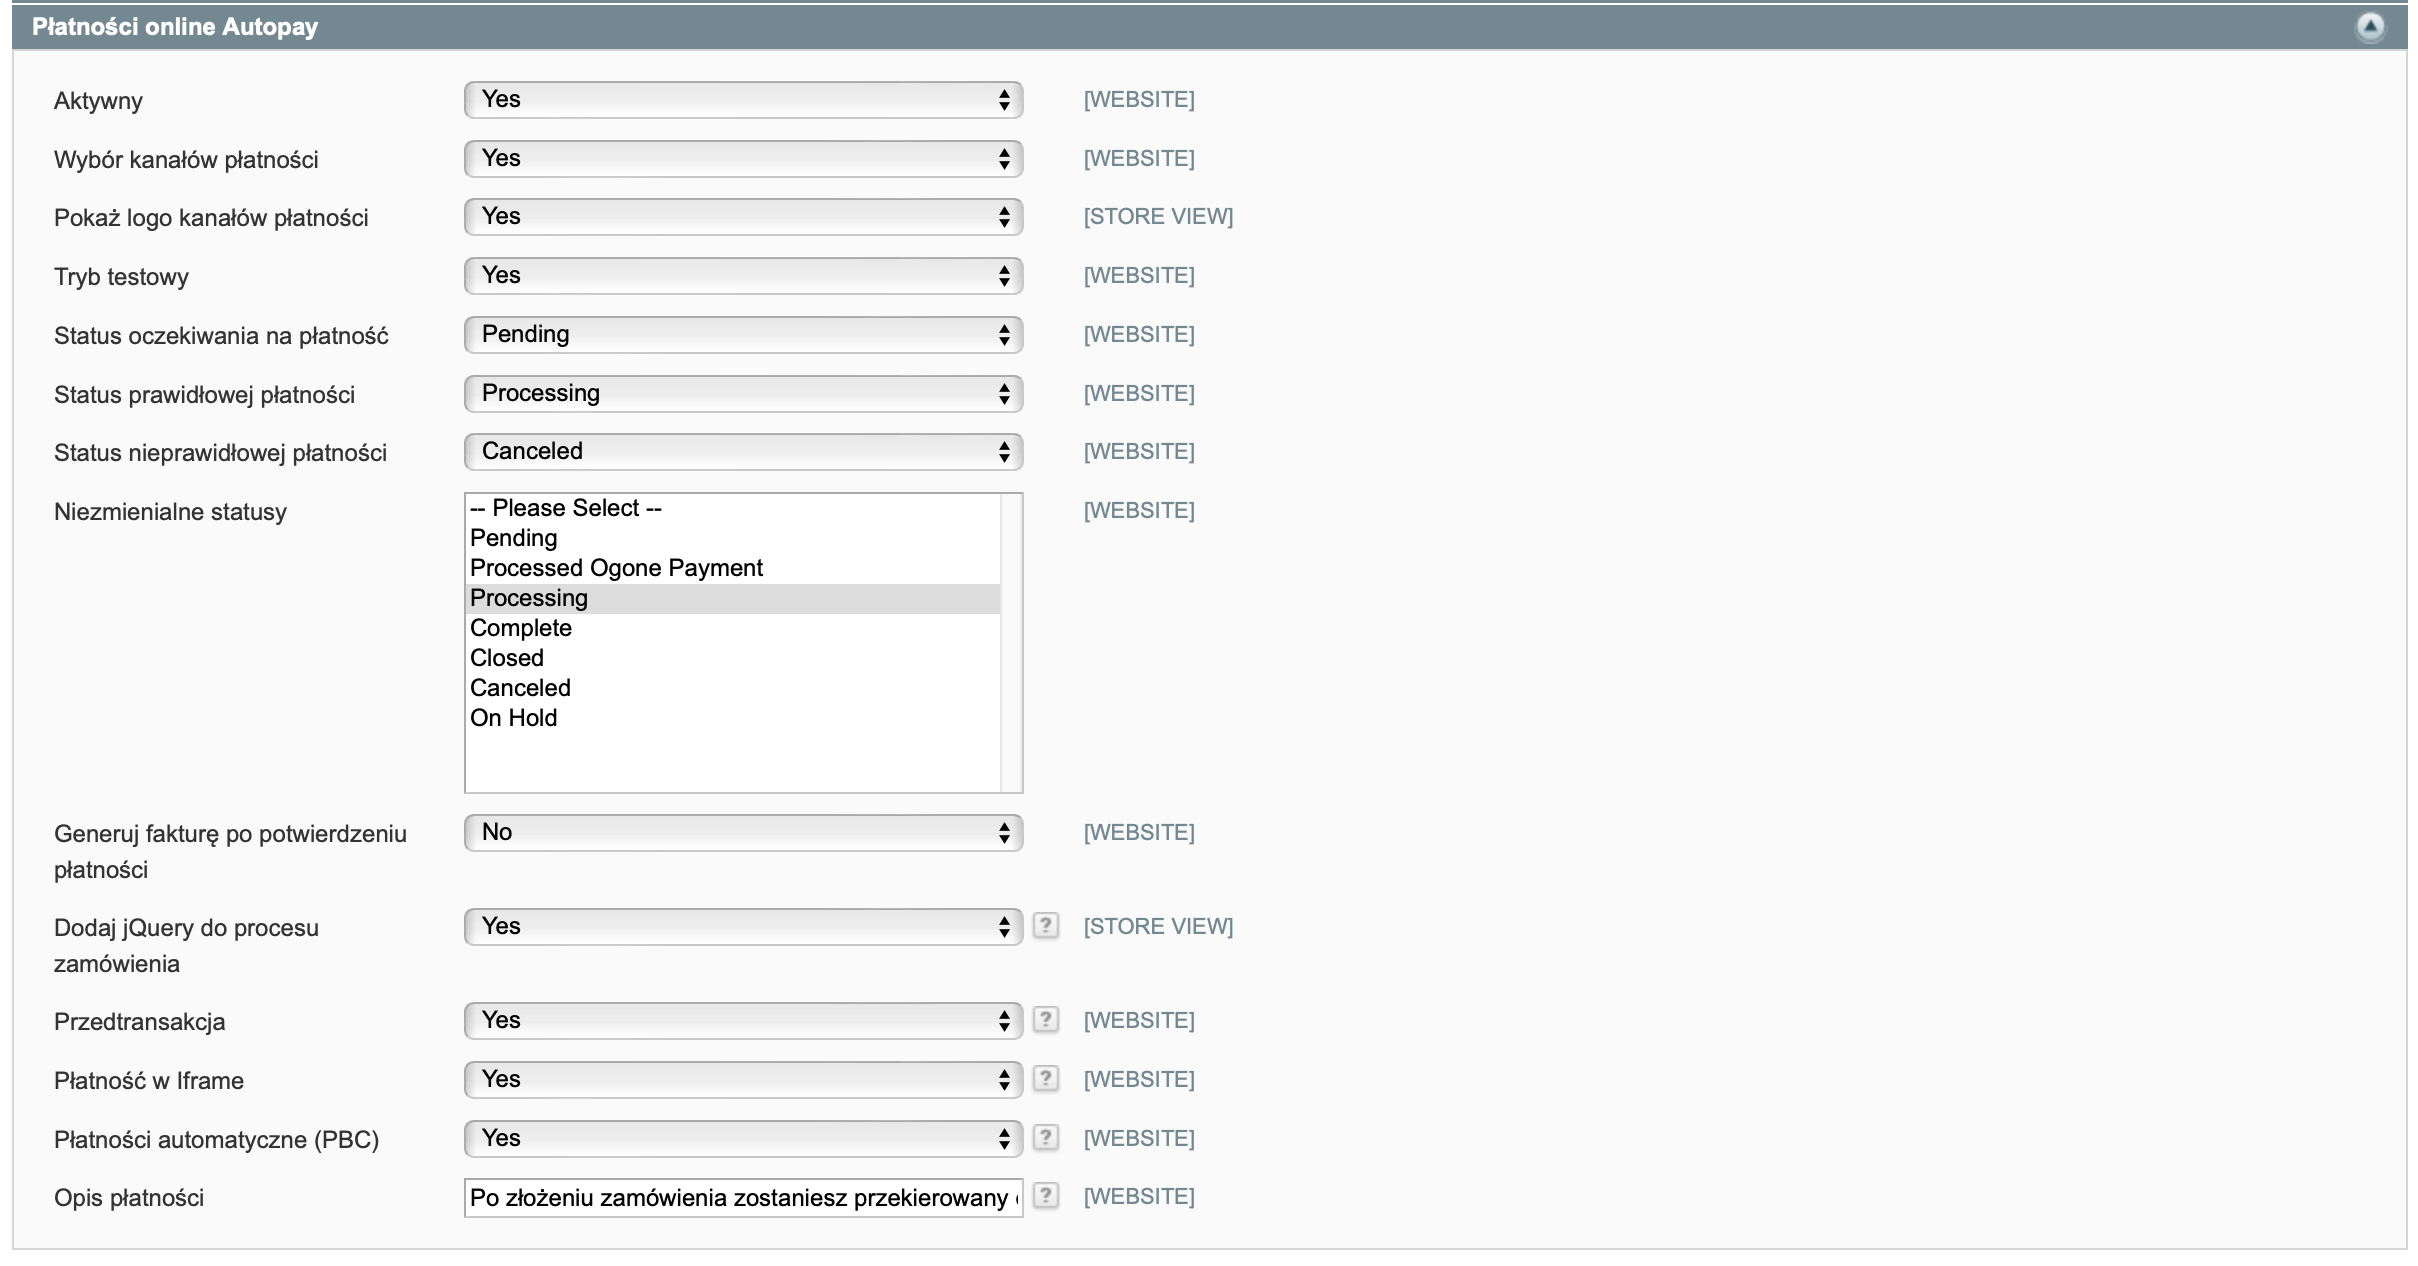 Płatności online Autopay
Aktywny Yes [WEBSITE]
Wybór kanałów płatności Yes [WEBSITE]
Pokaż logo kanałów płatności Yes [STORE VIEW]
Tryb testowy Yes [WEBSITE]
Status oczekiwania na płatność Pending [WEBSITE]
Status prawidłowej płatności Processing [WEBSITE]
Status nieprawidłowej płatności Canceled [WEBSITE]
Niezmienialne statusy -- Please Select -- [WEBSITE]
Pending
Processed Ogone Payment
Processing
Complete
Closed
Canceled
On Hold
Generuj fakturę po potwierdzeniu No [WEBSITE]
płatności
Dodaj jQuery do procesu Yes ? [STORE VIEW]
zamówienia
Przedtransakcja Yes ? [WEBSITE]
Płatność w Iframe Yes ? [WEBSITE]
Płatności automatyczne (PBC) Yes ? [WEBSITE]
Opis płatności Po złożeniu zamówienia zostaniesz przekierowany ? [WEBSITE]